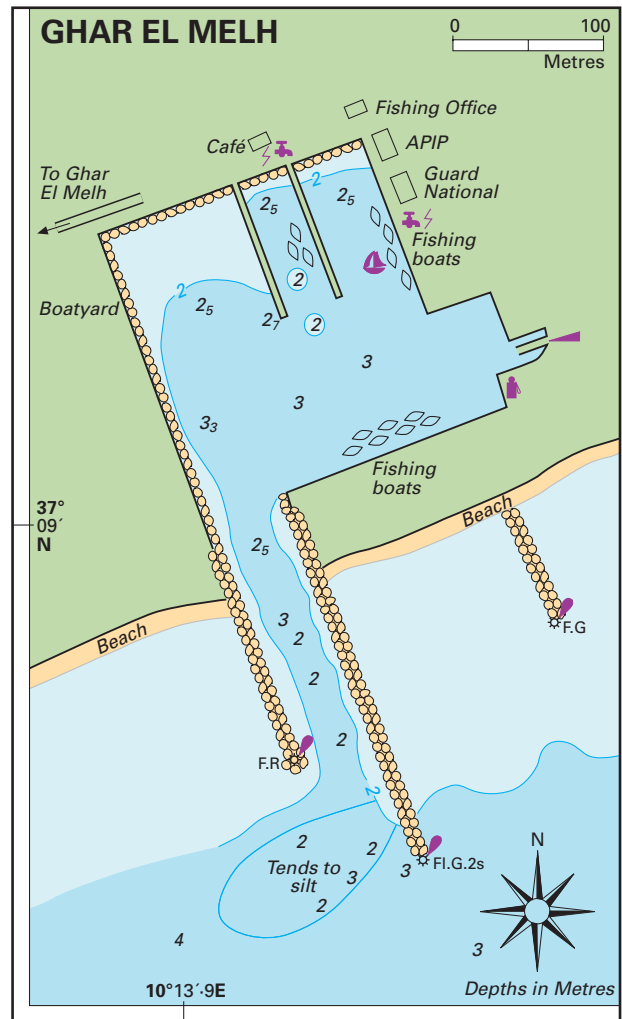 GHAR EL MELH
0 100
Metres
Fishing Office
Café
APIP
To Ghar
El Melh
Guard
National
2
2₅
2₅
Fishing
boats
2
2
Boatyard
2₅
2₇
2
3
3
3₃
Fishing
boats
37°
09′
N
Beach
2₅
3
2
F.G
Beach
2
2
F.R
2
2
2
Tends to
silt
3
3
Fl.G.2s
2
N
4
3
10°13′·9E
Depths in Metres